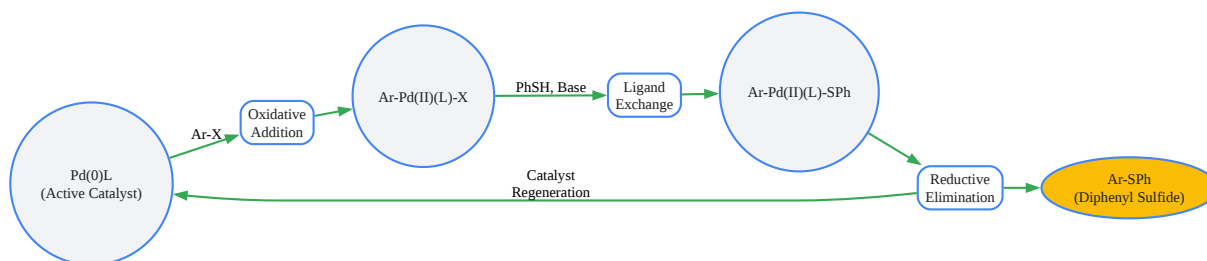 Pd(0)L
(Active Catalyst)
Ar-X
Oxidative
Addition
Ar-Pd(II)(L)-X
PhSH, Base
Ligand
Exchange
Ar-Pd(II)(L)-SPh
Catalyst
Regeneration
Reductive
Elimination
Ar-SPh
(Diphenyl Sulfide)